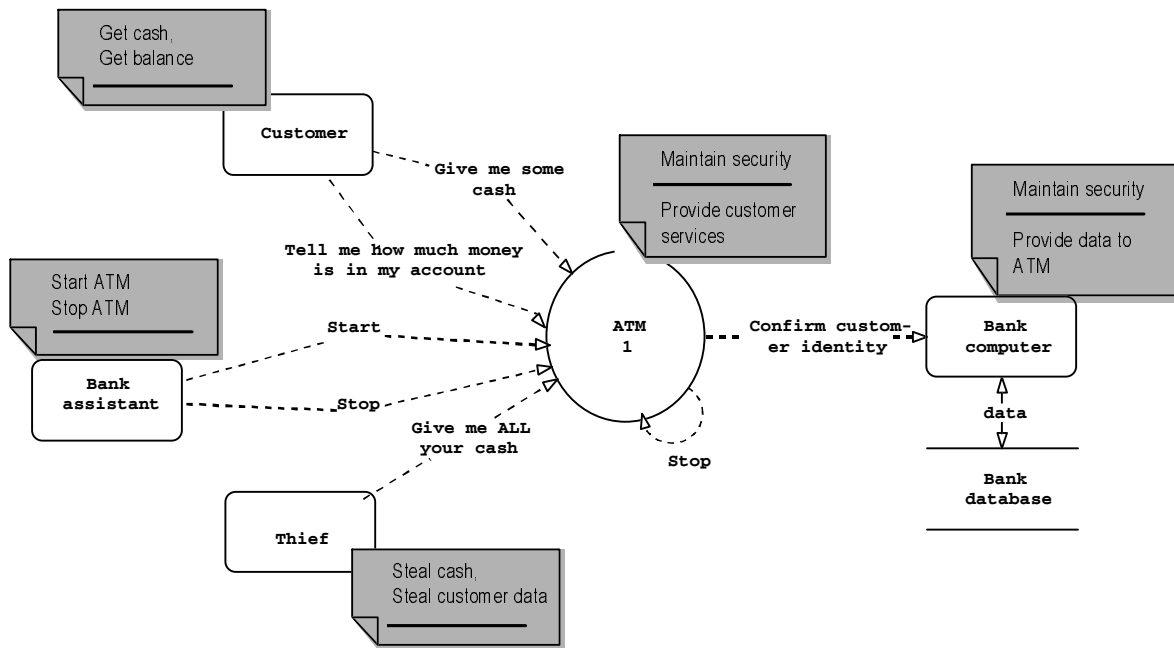 Get cash,
Get balance
Customer
Give me some
cash
Maintain security
Provide customer
services
Maintain security
Provide data to
ATM
Tell me how much money
is in my account
Start ATM
Stop ATM
Start
ATM
1
Confirm custom-
er identity
Bank
computer
Bank
assistant
Stop
data
Give me ALL
your cash
Stop
Bank
database
Thief
Steal cash,
Steal customer data